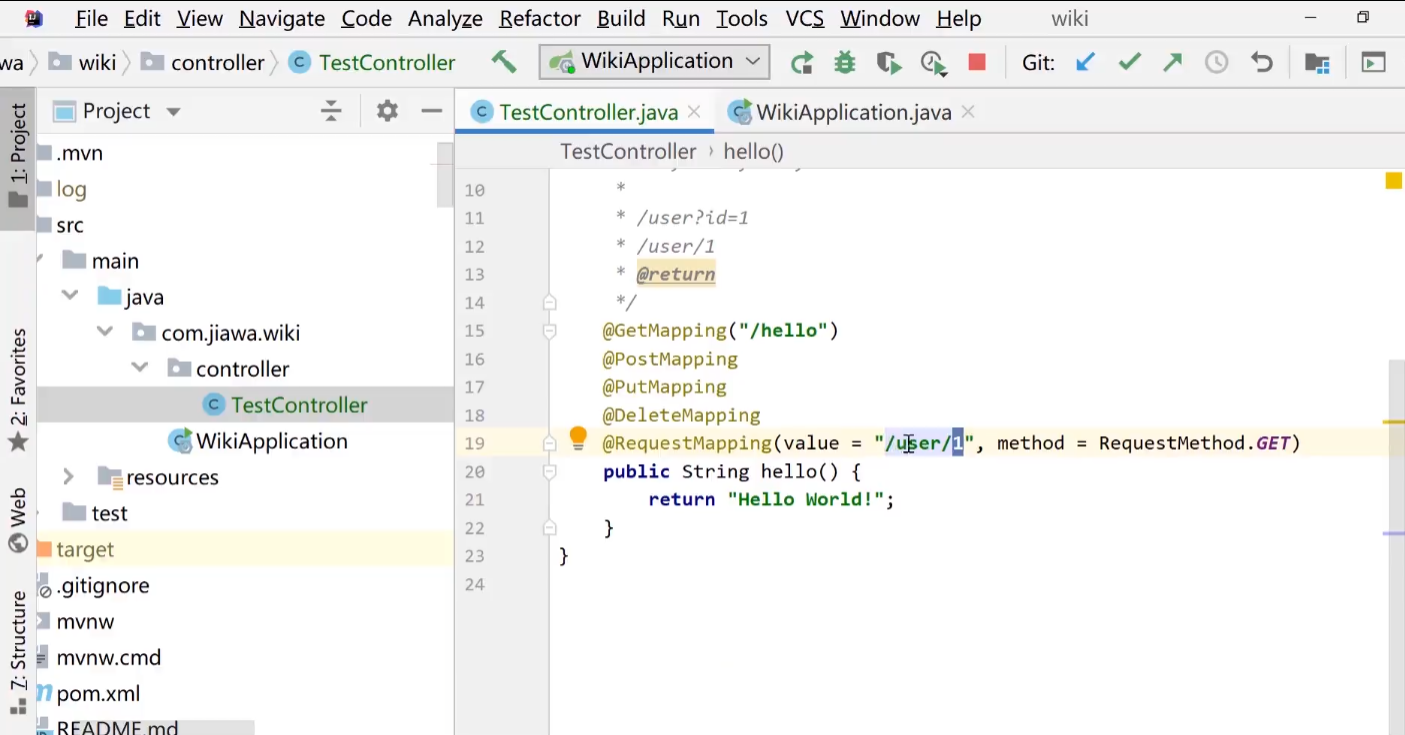 File Edit View Navigate Code Analyze Refactor Build Run Tools VCS Window Help wiki
wa wiki controller TestController WikiApplication Git:
1: Project
2: Favorites
Web
7: Structure
Project
.mvn
log
src
main
java
com.jiawa.wiki
controller
TestController
WikiApplication
resources
test
target
.gitignore
mvnw
mvnw.cmd
pom.xml
README.md
TestController.java WikiApplication.java
TestController › hello()
10 *
11 * /user?id=1
12 * /user/1
13 * @return
14 */
15 @GetMapping("/hello")
16 @PostMapping
17 @PutMapping
18 @DeleteMapping
19 @RequestMapping(value = "/user/1", method = RequestMethod.GET)
20 public String hello() {
21 return "Hello World!";
22 }
23 }
24